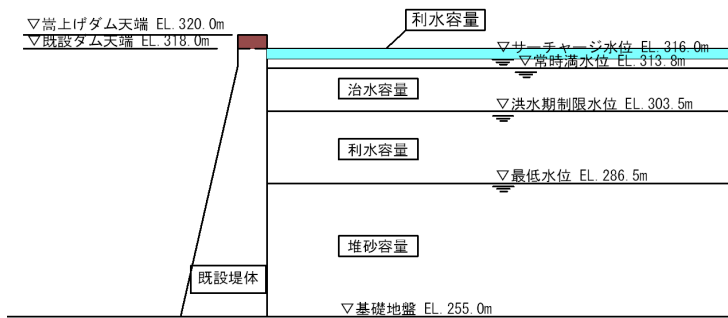 利水容量
▽嵩上げダム天端 EL.320.0m
▽既設ダム天端 EL.318.0m
▽サーチャージ水位 EL.316.0m
▽常時満水位 EL.313.8m
治水容量
▽洪水期制限水位 EL.303.5m
利水容量
▽最低水位 EL.286.5m
堆砂容量
既設堤体
▽基礎地盤 EL.255.0m